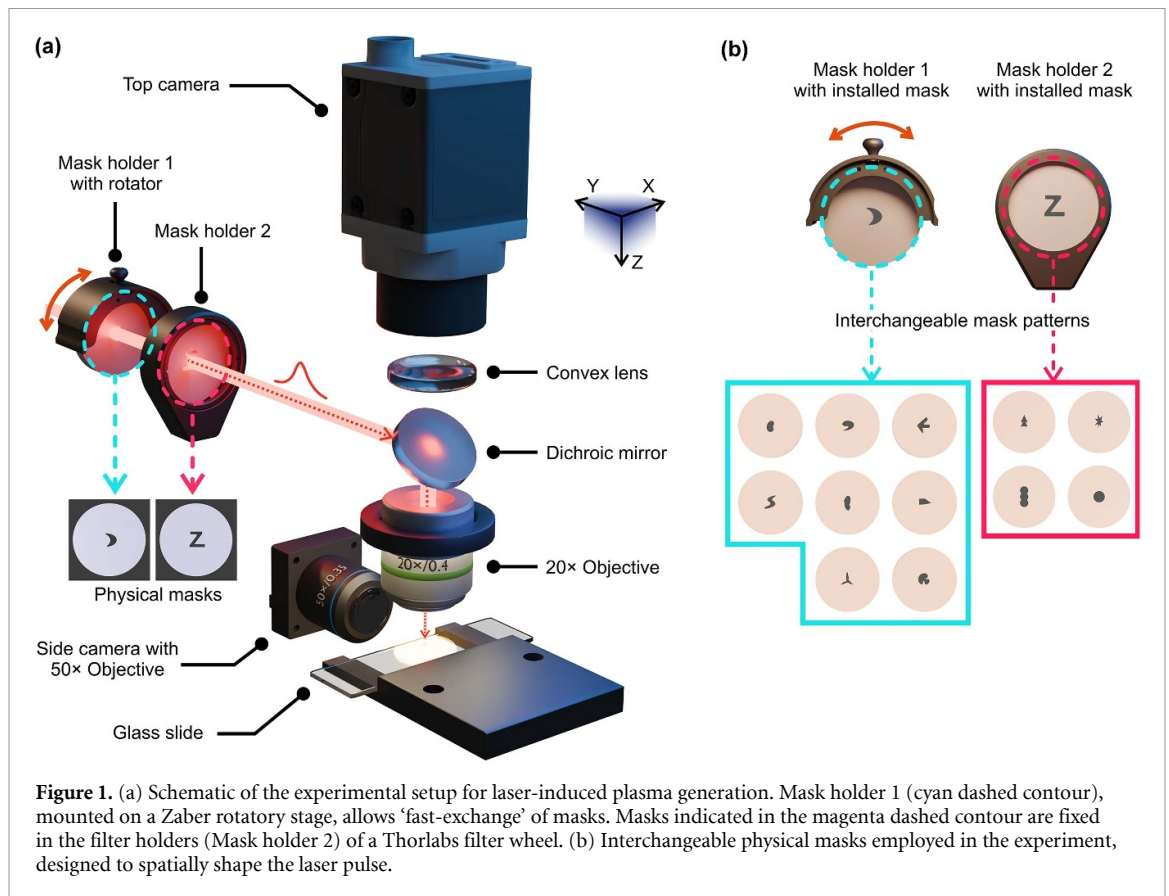 (a)
Top camera
Mask holder 1
with rotator
Mask holder 2
Y
X
Z
Convex lens
Dichroic mirror
20×/0.4
20× Objective
50×/0.35
Z
Physical masks
Side camera with
50× Objective
Glass slide
(b)
Mask holder 1
with installed mask
Mask holder 2
with installed mask
Z
Interchangeable mask patterns
Figure 1. (a) Schematic of the experimental setup for laser-induced plasma generation. Mask holder 1 (cyan dashed contour),
mounted on a Zaber rotatory stage, allows ‘fast-exchange’ of masks. Masks indicated in the magenta dashed contour are fixed
in the filter holders (Mask holder 2) of a Thorlabs filter wheel. (b) Interchangeable physical masks employed in the experiment,
designed to spatially shape the laser pulse.